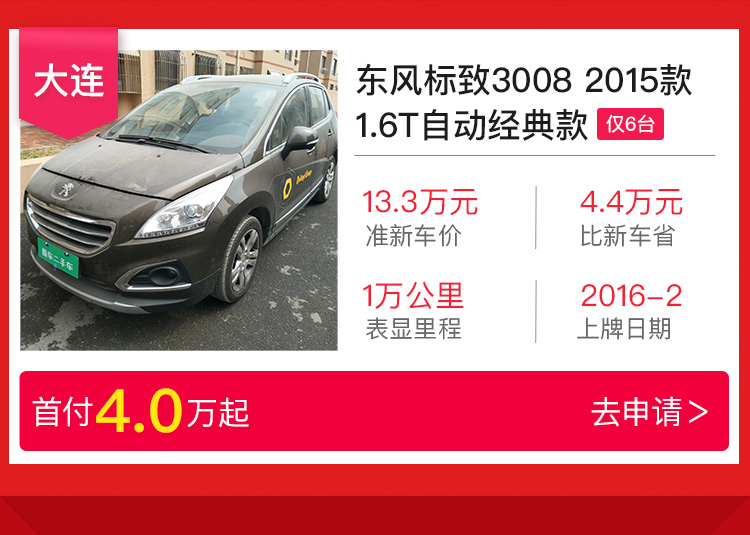 大连
东风标致3008 2015款
1.6T自动经典款 仅6台
13.3万元 4.4万元
准新车价 比新车省
1万公里 2016-2
表显里程 上牌日期
首付4.0万起 去申请>